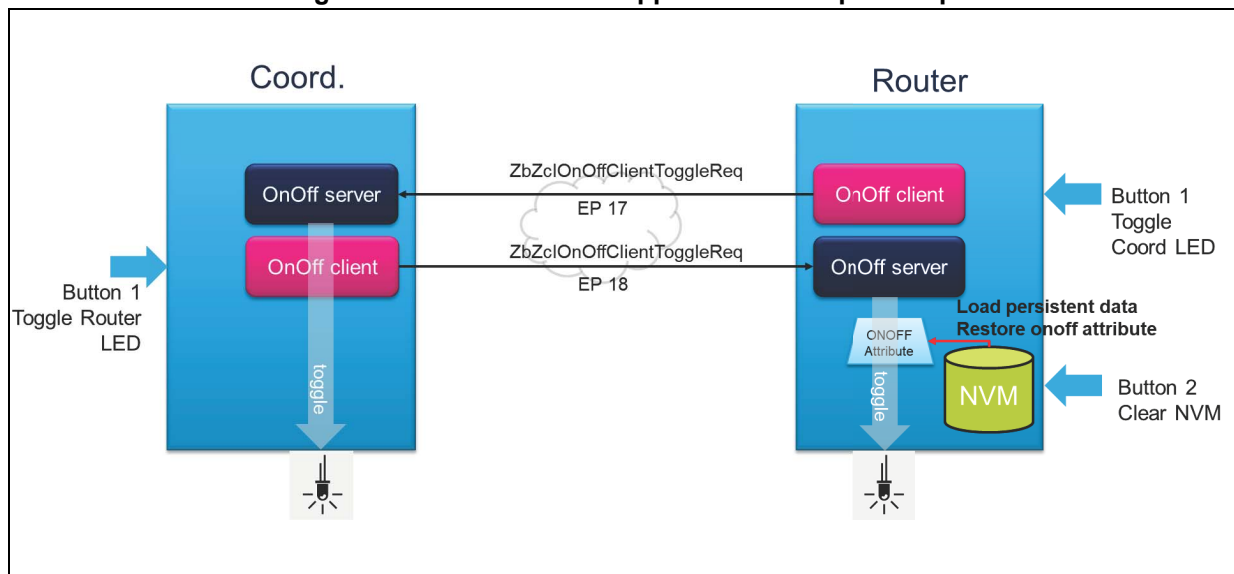 Coord.
Router
ZbZclOnOffClientToggleReq
OnOff server
OnOff client
EP 17
Button 1
Toggle
Coord LED
ZbZclOnOffClientToggleReq
OnOff client
OnOff server
EP 18
Button 1
Toggle Router
LED
Load persistent data
Restore onoff attribute
ONOFF
Attribute
toggle
toggle
NVM
Button 2
Clear NVM